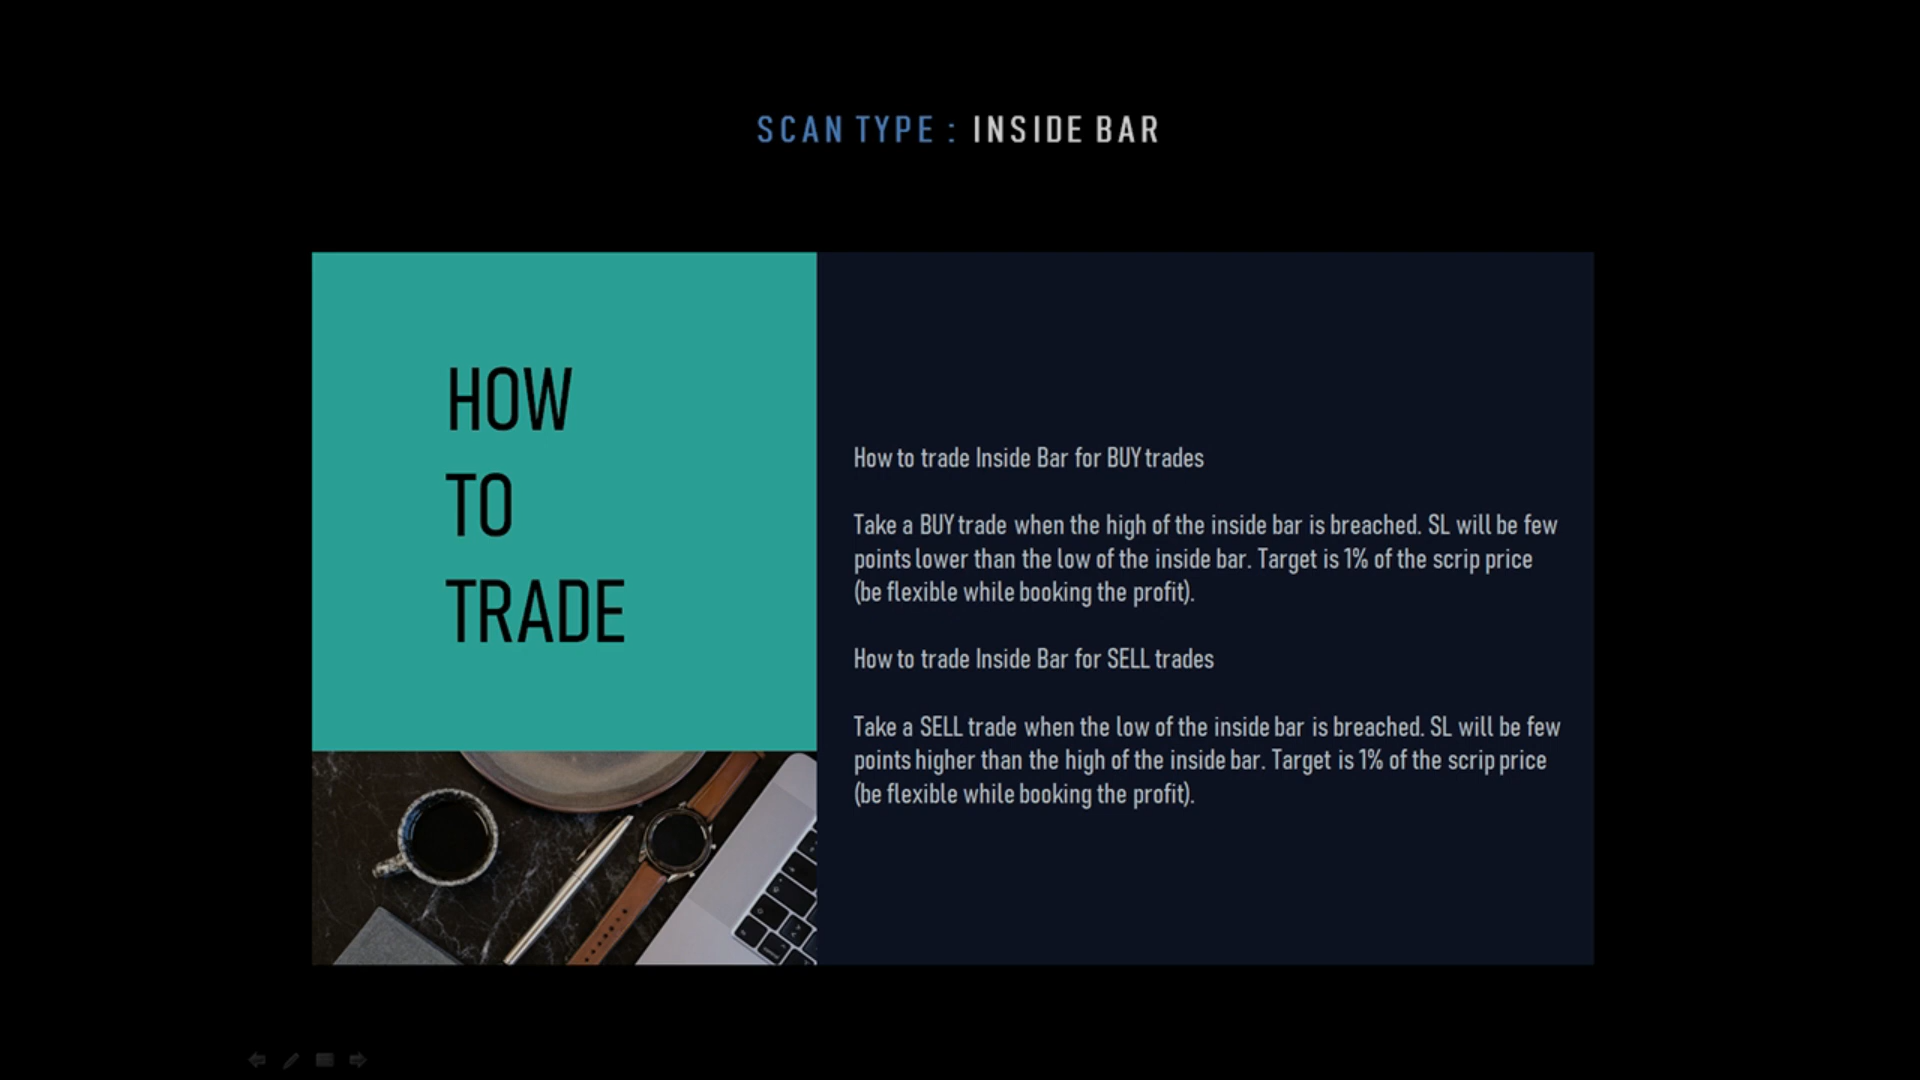 SCAN TYPE : INSIDE BAR
HOW
TO
TRADE
How to trade Inside Bar for BUY trades
Take a BUY trade when the high of the inside bar is breached. SL will be few
points lower than the low of the inside bar. Target is 1% of the scrip price
(be flexible while booking the profit).
How to trade Inside Bar for SELL trades
Take a SELL trade when the low of the inside bar is breached. SL will be few
points higher than the high of the inside bar. Target is 1% of the scrip price
(be flexible while booking the profit).